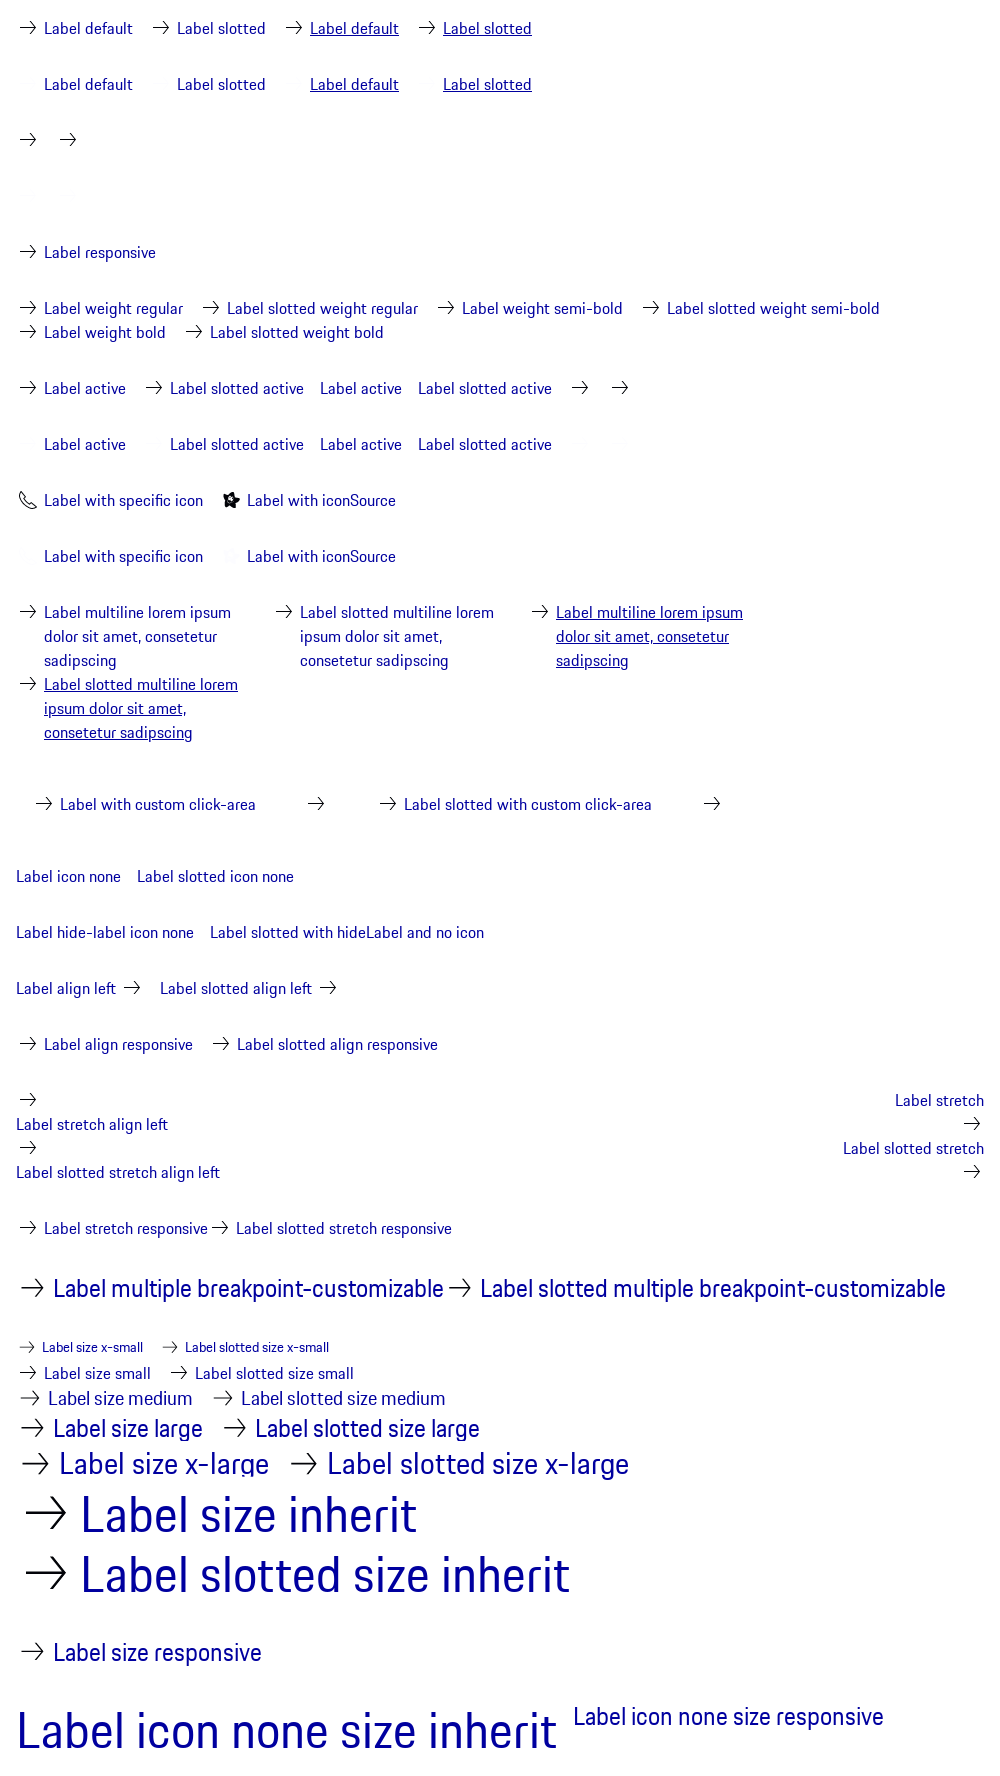 Label default Label slotted Label default Label slotted
Label default Label slotted Label default Label slotted
Label responsive
Label weight regular Label slotted weight regular Label weight semi-bold Label slotted weight semi-bold
Label weight bold Label slotted weight bold
Label active Label slotted active Label active Label slotted active
Label active Label slotted active Label active Label slotted active
Label with specific icon Label with iconSource
Label with specific icon Label with iconSource
Label multiline lorem ipsum Label slotted multiline lorem Label multiline lorem ipsum
dolor sit amet, consetetur ipsum dolor sit amet, dolor sit amet, consetetur
sadipscing consetetur sadipscing sadipscing
Label slotted multiline lorem
ipsum dolor sit amet,
consetetur sadipscing
Label with custom click-area Label slotted with custom click-area
Label icon none Label slotted icon none
Label hide-label icon none Label slotted with hideLabel and no icon
Label align left Label slotted align left
Label align responsive Label slotted align responsive
Label stretch
Label stretch align left
Label slotted stretch
Label slotted stretch align left
Label stretch responsive Label slotted stretch responsive
Label multiple breakpoint-customizable Label slotted multiple breakpoint-customizable
Label size x-small Label slotted size x-small
Label size small Label slotted size small
Label size medium Label slotted size medium
Label size large Label slotted size large
Label size x-large Label slotted size x-large
Label size inherit
Label slotted size inherit
Label size responsive
Label icon none size inherit Label icon none size responsive